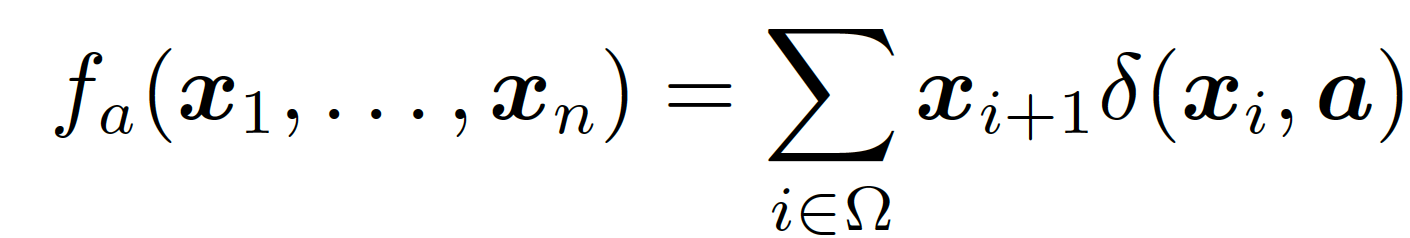 f_a(𝒙_1, …, 𝒙_n) = ∑_{i∈Ω} 𝒙_{i+1} δ(𝒙_i, 𝒂)